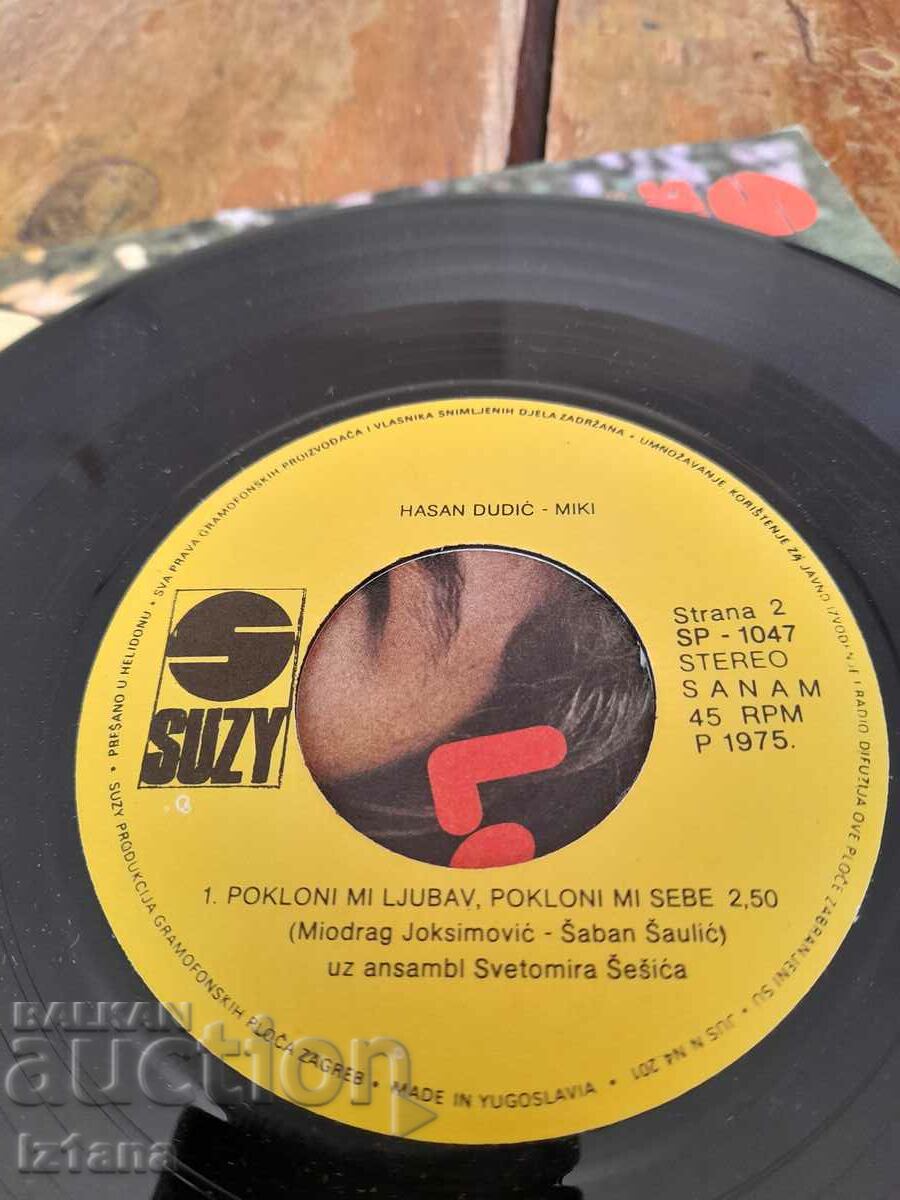 HASAN DUDIĆ - MIKI
Strana 2
SP - 1047
STEREO
SANAM
45 RPM
P 1975.
SUZY
1. POKLONI MI LJUBAV, POKLONI MI SEBE 2,50
(Miodrag Joksimović - Šaban Šaulić)
uz ansambl Svetomira Šešića
SUZY PRODUKCIJA GRAMOFONSKIH PLOČA ZAGREB • MADE IN YUGOSLAVIA • JUS N N4 201
PREŠANO U HELIDONU • SVA PRAVA GRAMOFONSKIH PROIZVOĐAČA I VLASNIKA SNIMLJENIH DJELA ZADRŽANA • UMNOŽAVANJE KORIŠTENJE ZA JAVNO IZVOĐENJE I RADIO DIFUZIJA OVE PLOČE ZABRANJENI SU
BALKAN
auction
iz1ana